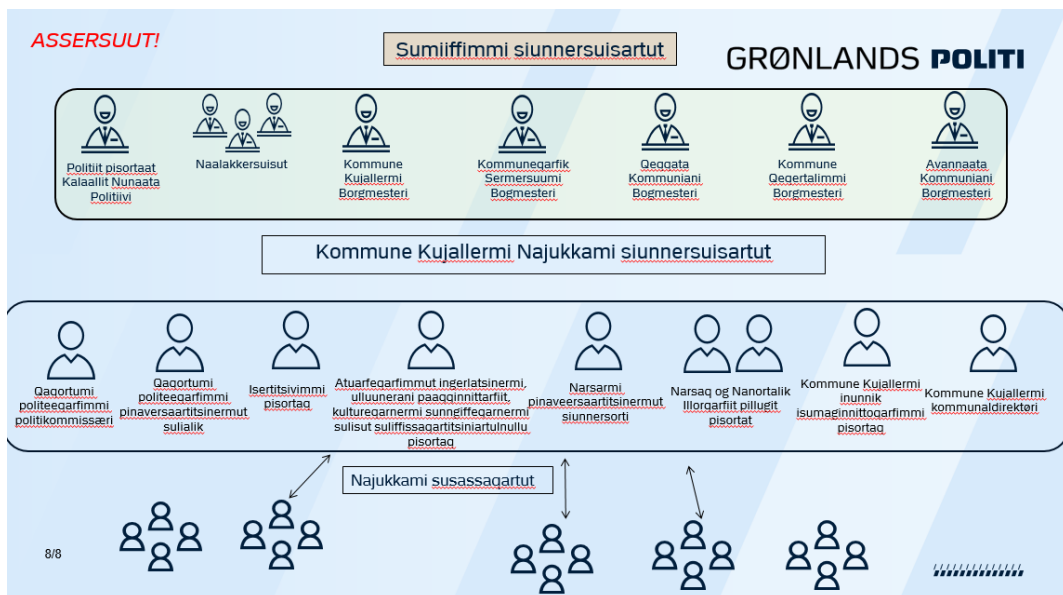 ASSERSUUT!
Sumiiffimmi siunnersuisartut
GRØNLANDS POLITI
Politiit pisortaat
Kalaallit Nunaata
Politiivi
Naalakkersuisut
Kommune
Kujallermi
Borgmesteri
Kommuneqarfik
Sermersuumi
Bogmesteri
Qeqqata
Kommuniani
Borgmesteri
Kommune
Qeqertalimmi
Borgmesteri
Avannaata
Kommuniani
Borgmesteri
Kommune Kujallermi Najukkami siunnersuisartut
Qaqortumi
politeeqarfimmi
politikommissæri
Qaqortumi
politeeqarfimmi
pinaversaartitsinermut
sulialik
Isertitsivimmi
pisortaq
Atuarfeqarfimmut ingerlatsinermi,
ulluunerani paaqqinnittarfiit,
kultureqarnermi sunngiffeqarnermi
sulisut suliffissaqartitsiniartulnullu
pisortaq
Narsarmi
pinaveersaartitsinermut
siunnersorti
Narsaq og Nanortalik
Illorqarfiit pillugit
pisortat
Kommune Kujallermi
inunnik
isumaginnittoqarfimmi
pisortaq
Kommune Kujallermi
kommunaldirektøri
Najukkami susassaqartut
8/8